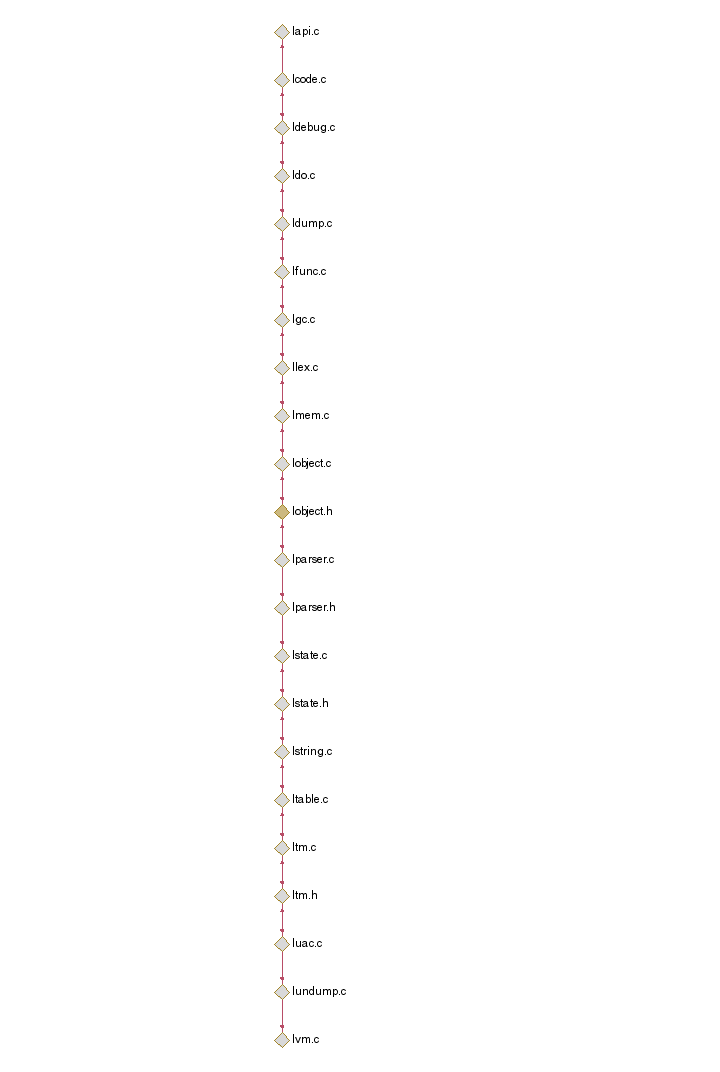 lapi.c
lcode.c
ldebug.c
ldo.c
ldump.c
lfunc.c
lgc.c
llex.c
lmem.c
lobject.c
lobject.h
lparser.c
lparser.h
lstate.c
lstate.h
lstring.c
ltable.c
ltm.c
ltm.h
luac.c
lundump.c
lvm.c